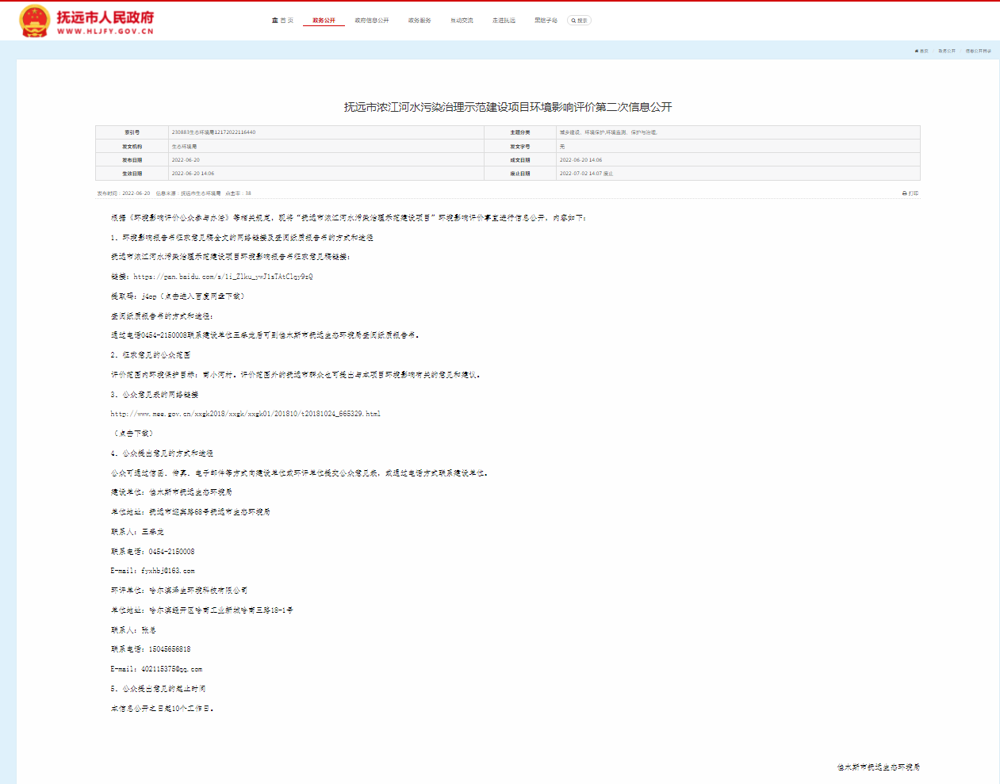 抚远市人民政府
WWW.HLJFY.GOV.CN
首 页 政务公开 政府信息公开 政务服务 互动交流 走进抚远 黑瞎子岛 搜索
首页 / 政务公开 / 信息公开目录
抚远市浓江河水污染治理示范建设项目环境影响评价第二次信息公开
索引号 230883生态环境局12172022116440 主题分类 城乡建设、环境保护,环境监测、保护与治理,
发文机构 生态环境局 发文字号 无
发布日期 2022-06-20 成文日期 2022-06-20 14:06
生效日期 2022-06-20 14:06 废止日期 2022-07-02 14:07 废止
发布时间：2022-06-20 信息来源：抚远市生态环境局 点击率：38 打印
根据《环境影响评价公众参与办法》等相关规定，现将“抚远市浓江河水污染治理示范建设项目”环境影响评价事宜进行信息公开，内容如下：
1. 环境影响报告书征求意见稿全文的网络链接及查阅纸质报告书的方式和途径
抚远市浓江河水污染治理示范建设项目环境影响报告书征求意见稿链接：
链接：https://pan.baidu.com/s/1i_Zlku_ywJ1sTAtClqy9zQ
提取码：j4op（点击进入百度网盘下载）
查阅纸质报告书的方式和途径：
通过电话0454-2150008联系建设单位王泰龙后可到佳木斯市抚远生态环境局查阅纸质报告书。
2. 征求意见的公众范围
评价范围内环境保护目标：南小河村。评价范围外的抚远市群众也可提出与本项目环境影响有关的意见和建议。
3. 公众意见表的网络链接
http://www.mee.gov.cn/xxgk2018/xxgk/xxgk01/201810/t20181024_665329.html
（点击下载）
4. 公众提出意见的方式和途径
公众可通过信函、传真、电子邮件等方式向建设单位或环评单位提交公众意见表，或通过电话方式联系建设单位。
建设单位：佳木斯市抚远生态环境局
单位地址：抚远市迎宾路68号抚远市生态环境局
联系人：王泰龙
联系电话：0454-2150008
E-mail：fyxhbj@163.com
环评单位：哈尔滨泽生环境科技有限公司
单位地址：哈尔滨经开区哈南工业新城哈南三路18-1号
联系人：张总
联系电话：15045656818
E-mail：402115375@qq.com
5. 公众提出意见的起止时间
本信息公开之日起10个工作日。
佳木斯市抚远生态环境局